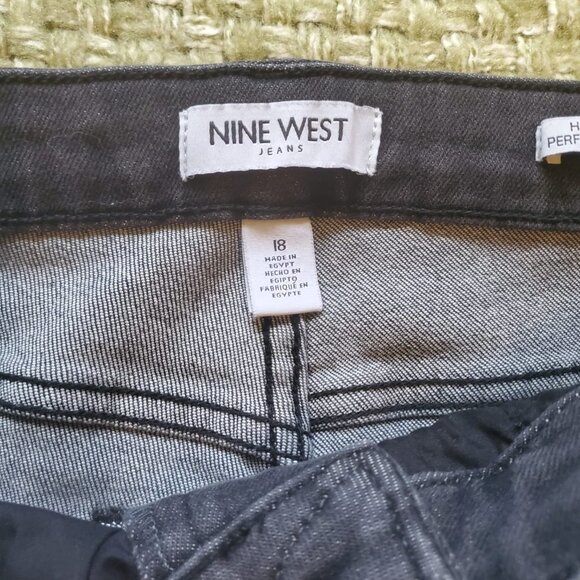 NINE WEST
JEANS
18
MADE IN
EGYPT
HECHO EN
EGIPTO
FABRIQUÉ EN
EGYPTE